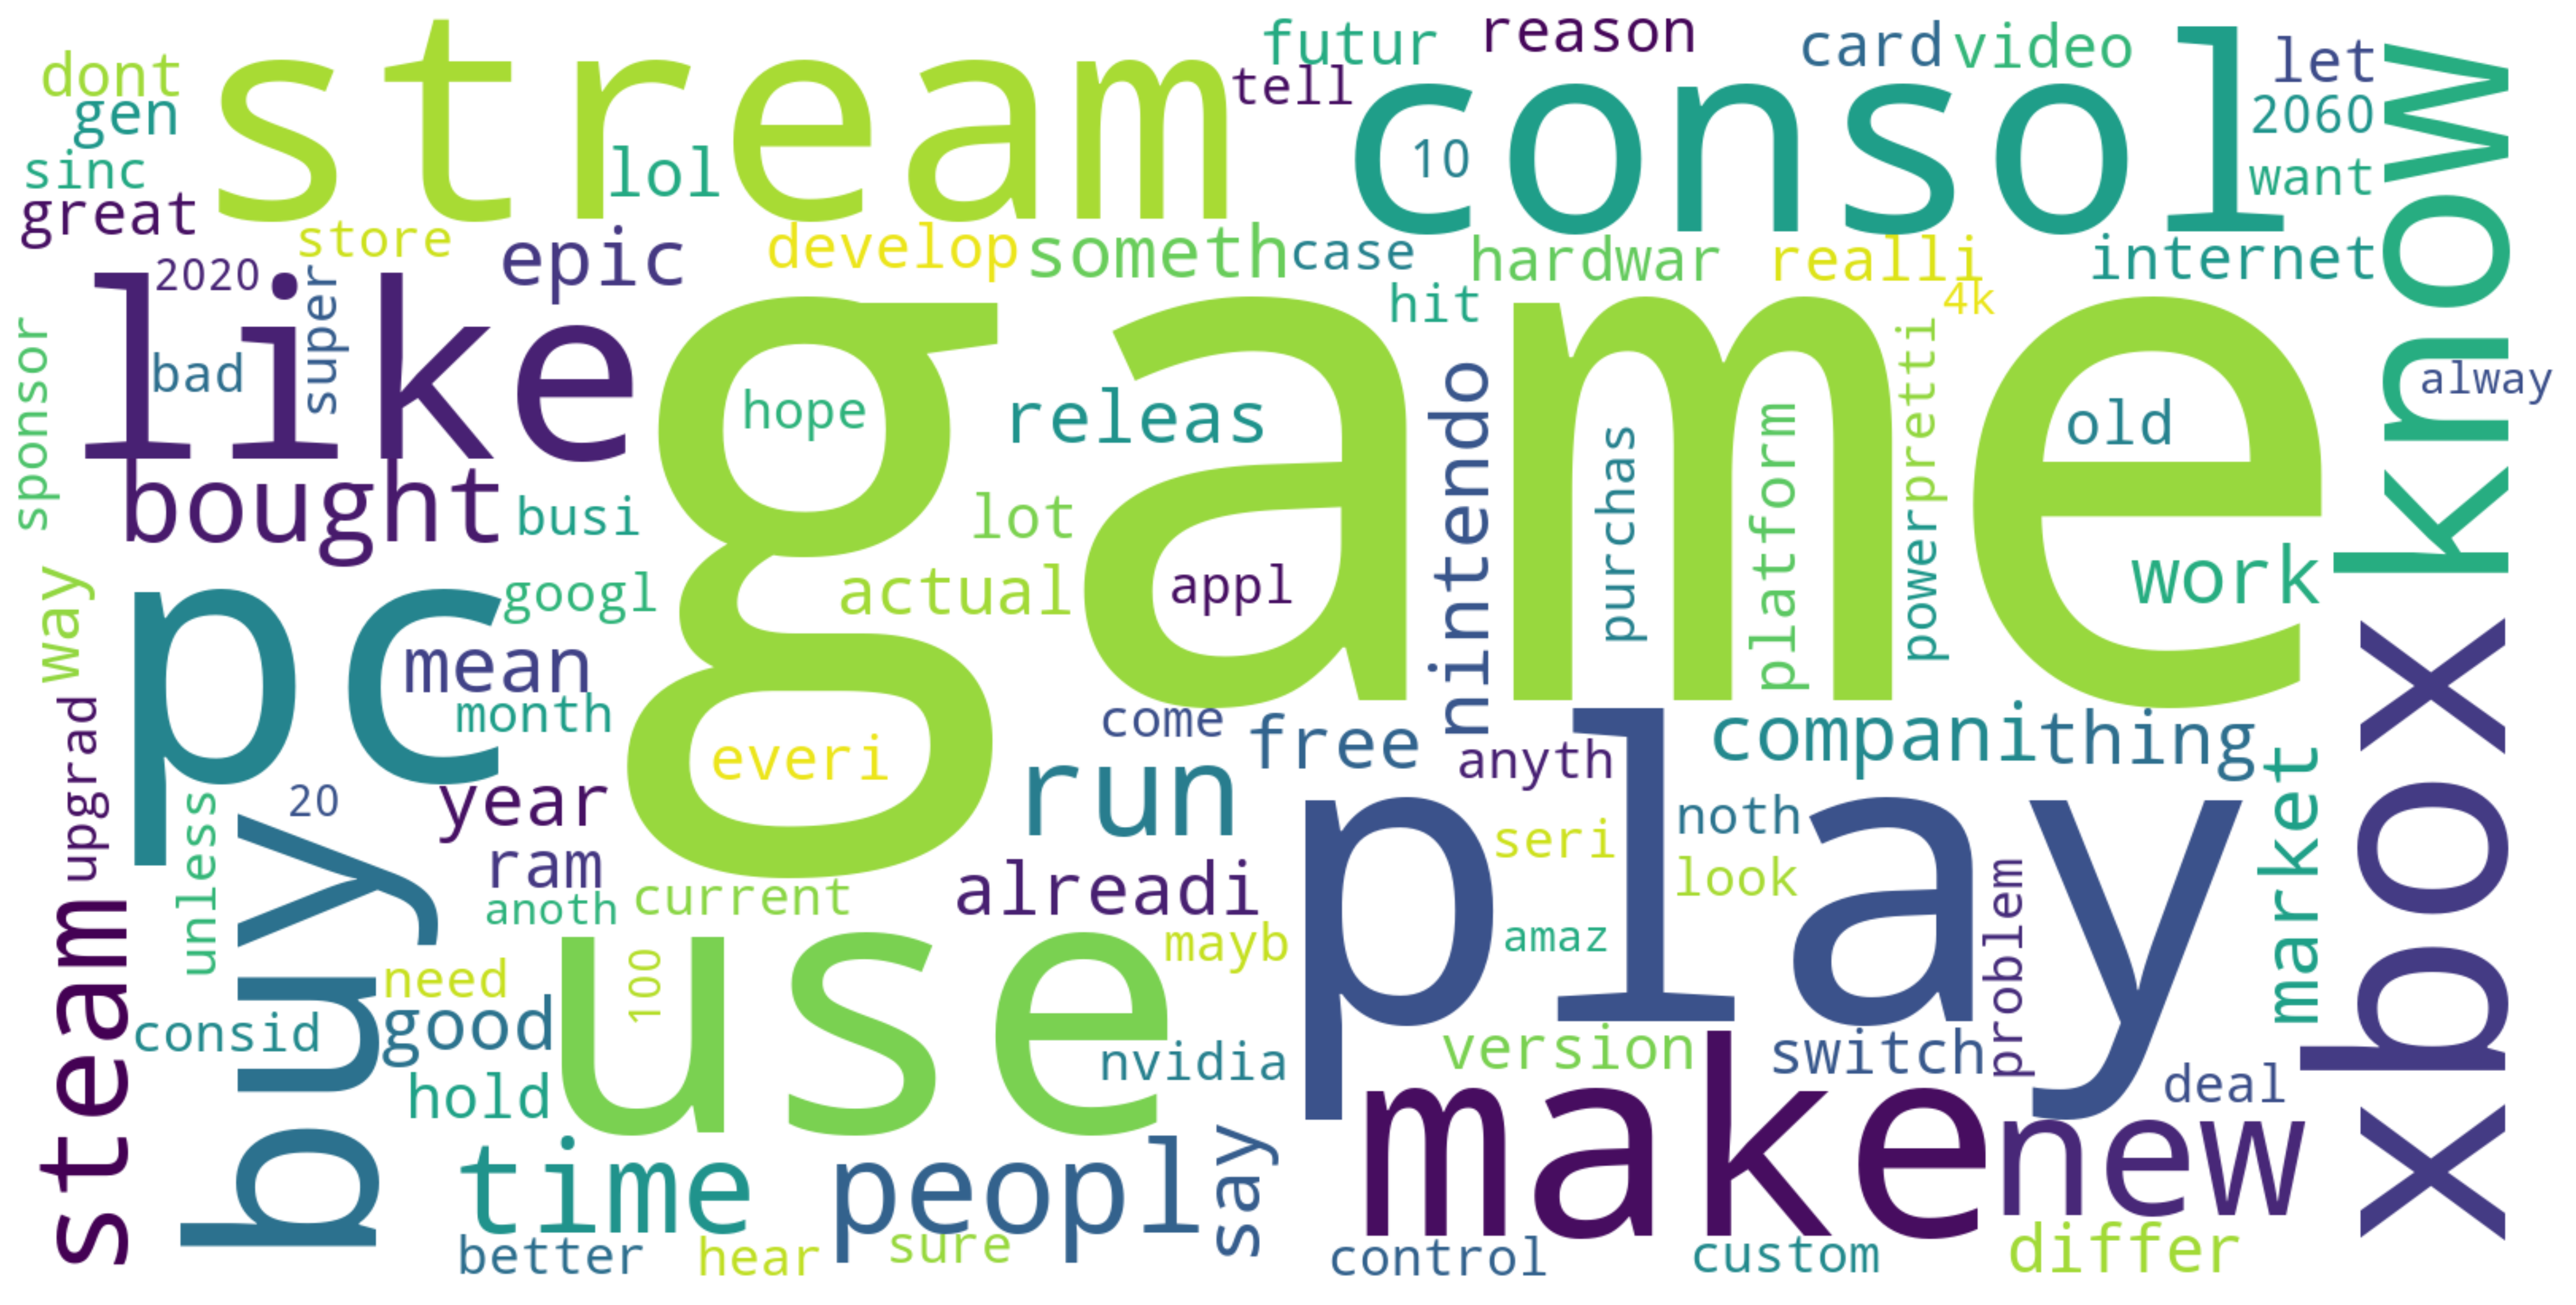 stream
futur
reason
card
video
let
dont
tell
consol
know
gen
lol
10
2060
sinc
want
great
store
epic
develop
someth
case
hardwar
realli
internet
like
2020
super
hit
4k
game
sponsor
bad
hope
releas
nintendo
purchas
platform
pretti
old
alway
bought
busi
lot
power
way
pc
googl
actual
appl
work
mean
month
upgrad
everi
come
free
anyth
compani
thing
xbox
market
buy
20
year
run
play
noth
unless
ram
seri
look
steam
anoth
current
alreadi
problem
use
100
mayb
amaz
need
consid
good
nvidia
version
switch
hold
make
deal
new
time
peopl
say
better
hear
sure
control
custom
differ